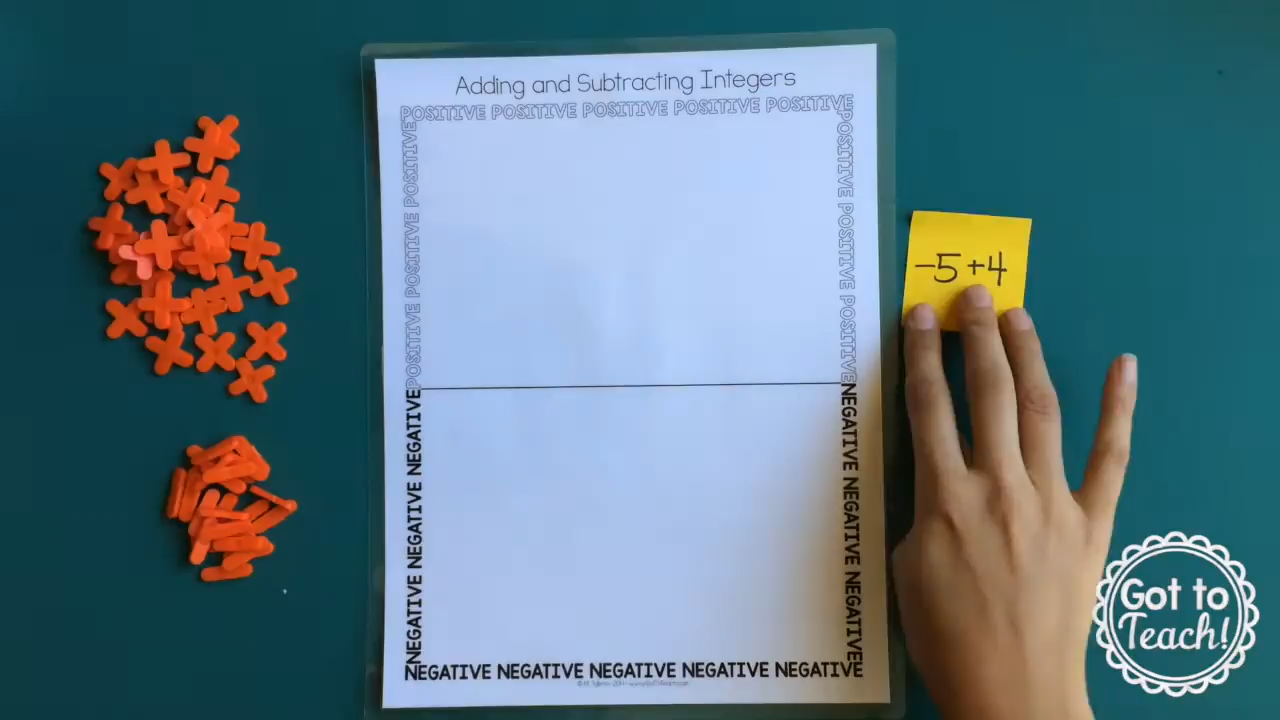 Adding and Subtracting Integers
POSITIVE POSITIVE POSITIVE POSITIVE POSITIVE
POSITIVE POSITIVE POSITIVE
POSITIVE POSITIVE POSITIVE
-5+4
NEGATIVE NEGATIVE NEGATIVE
NEGATIVE NEGATIVE NEGATIVE
NEGATIVE NEGATIVE NEGATIVE NEGATIVE NEGATIVE
Got to
Teach!